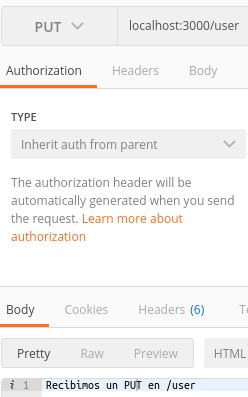 PUT localhost:3000/user
Authorization Headers Body
TYPE
Inherit auth from parent
The authorization header will be
automatically generated when you send
the request. Learn more about
authorization
Body Cookies Headers (6) Te
Pretty Raw Preview HTML
i 1 Recibimos un PUT en /user